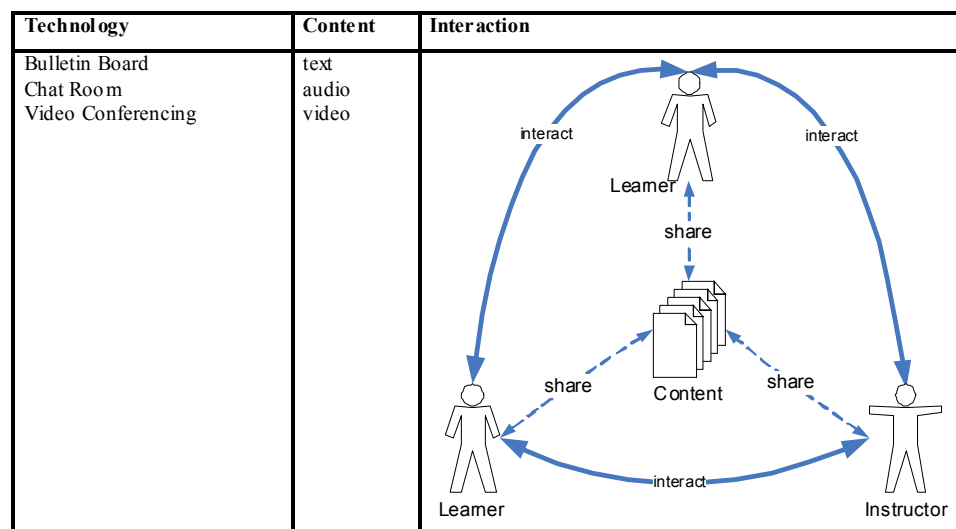 Technology Content Interaction
Bulletin Board text
Chat Room audio
Video Conferencing video
interact
interact
Learner
share
share
share
Content
interact
Learner
Instructor